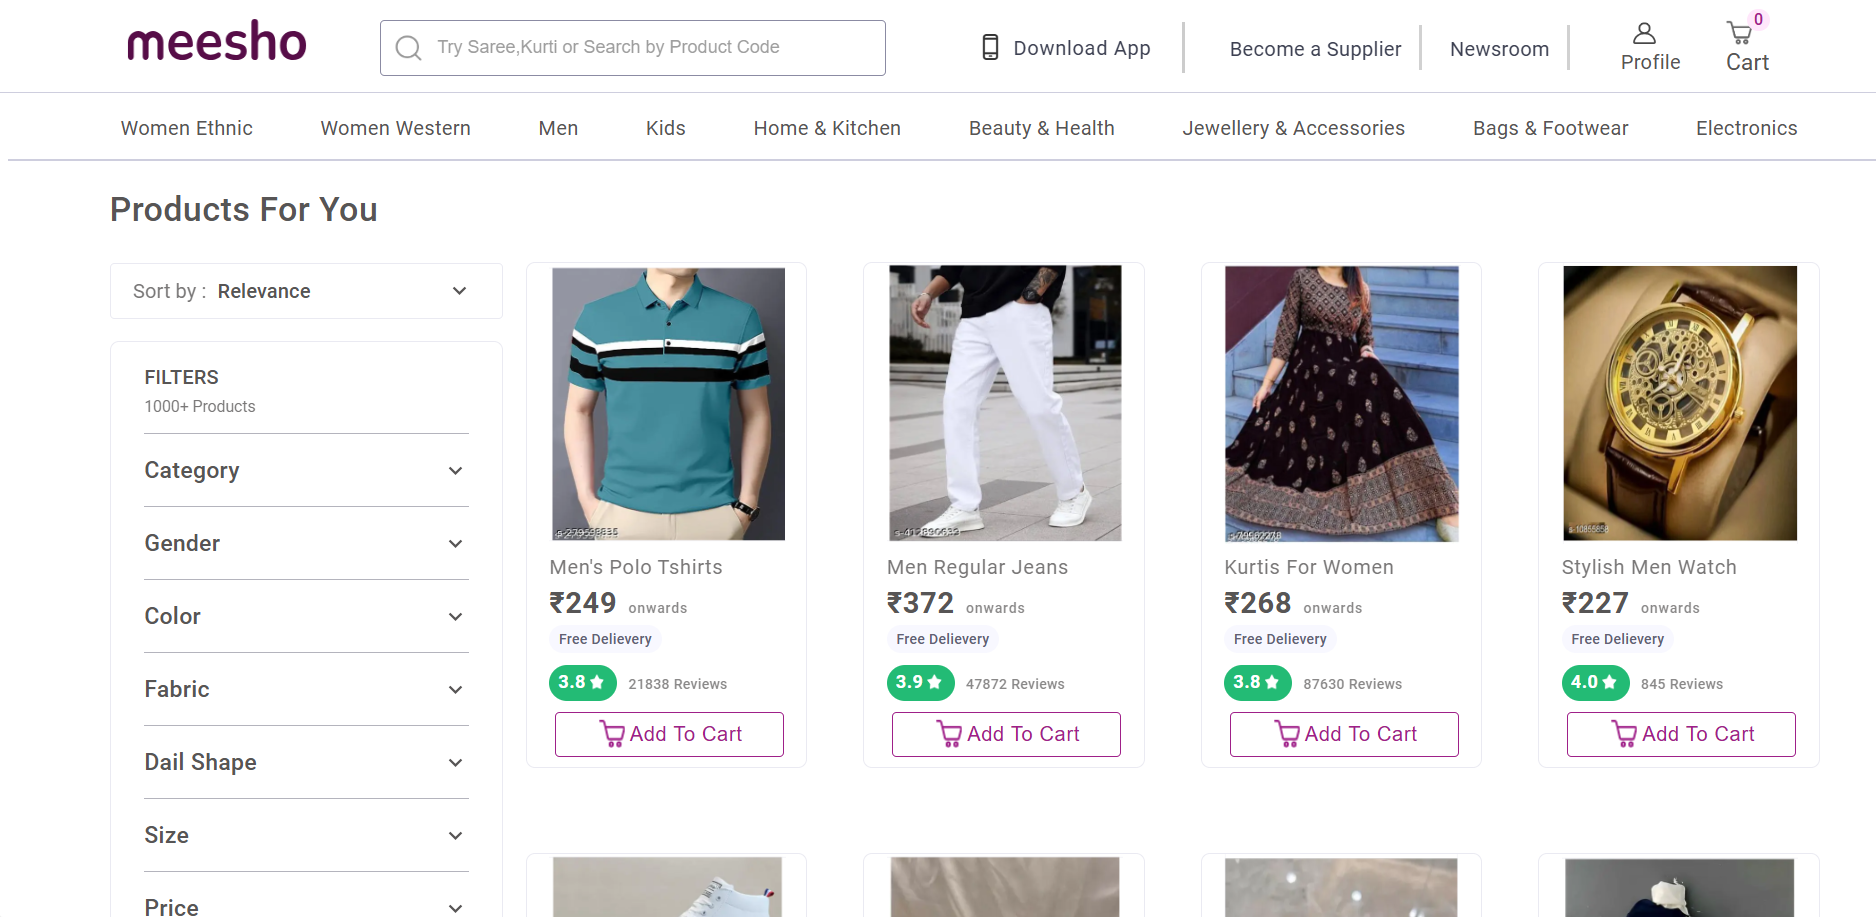 meesho
Try Saree,Kurti or Search by Product Code
Download App
Become a Supplier
Newsroom
Profile
0
Cart
Women Ethnic
Women Western
Men
Kids
Home & Kitchen
Beauty & Health
Jewellery & Accessories
Bags & Footwear
Electronics
Products For You
Sort by : Relevance
FILTERS
1000+ Products
Category
Gender
Color
Fabric
Dail Shape
Size
Price
Men's Polo Tshirts
₹249 onwards
Free Delievery
3.8 21838 Reviews
Add To Cart
Men Regular Jeans
₹372 onwards
Free Delievery
3.9 47872 Reviews
Add To Cart
Kurtis For Women
₹268 onwards
Free Delievery
3.8 87630 Reviews
Add To Cart
Stylish Men Watch
₹227 onwards
Free Delievery
4.0 845 Reviews
Add To Cart